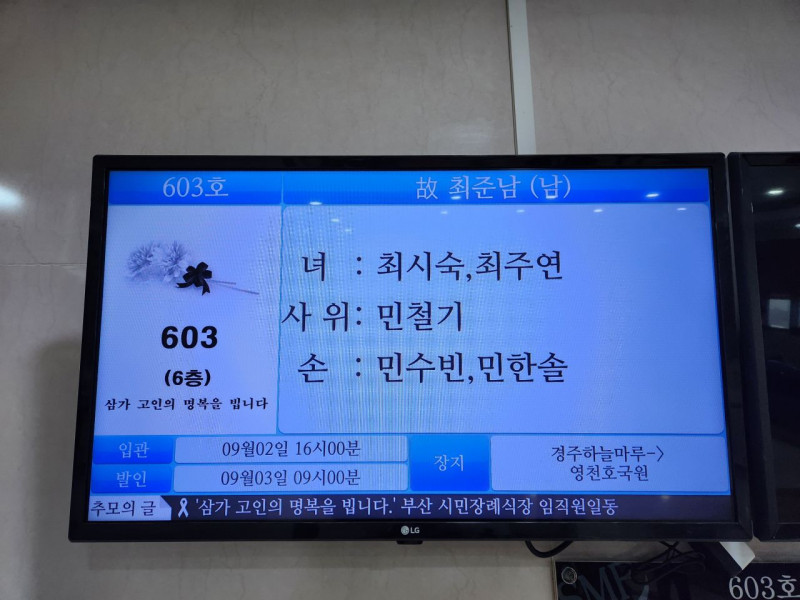 603호
故 최준남 (남)
603
(6층)
삼가 고인의 명복을 빕니다
녀 : 최시숙,최주연
사 위: 민철기
손 : 민수빈,민한솔
입관 09월02일 16시00분
발인 09월03일 09시00분
장지
경주하늘마루->
영천호국원
추모의 글 '삼가 고인의 명복을 빕니다.' 부산 시민장례식장 임직원일동
LG
603호